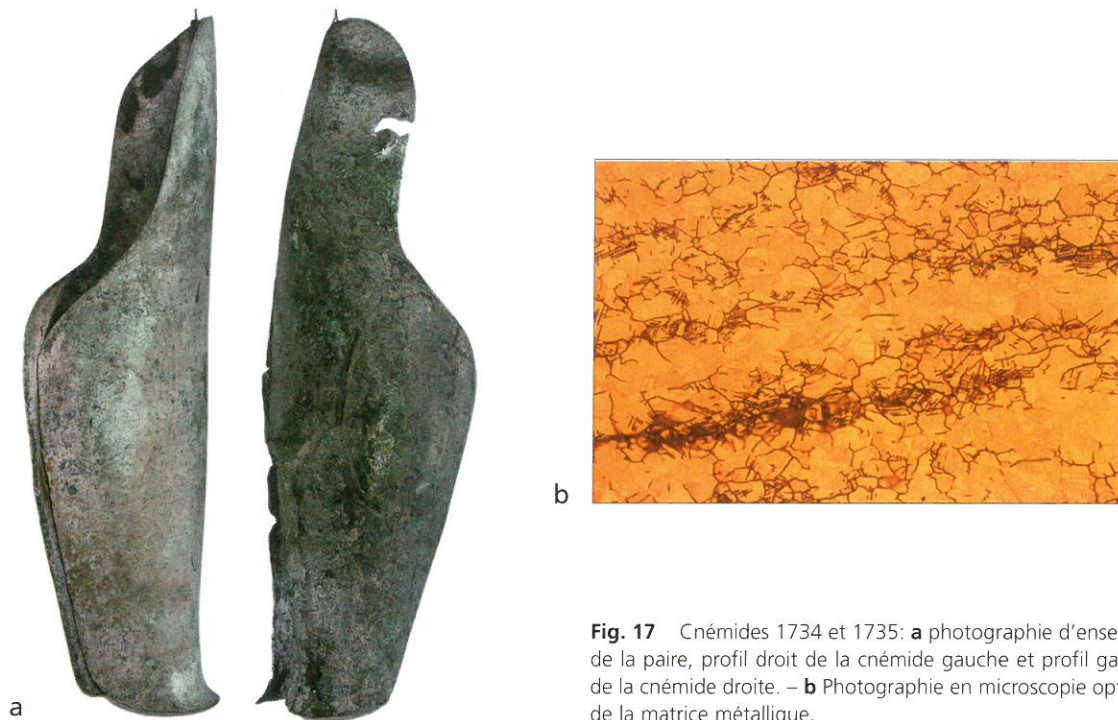 a
b
Fig. 17 Cnémides 1734 et 1735: a photographie d'ense
de la paire, profil droit de la cnémide gauche et profil ga
de la cnémide droite. – b Photographie en microscopie op
de la matrice métallique.